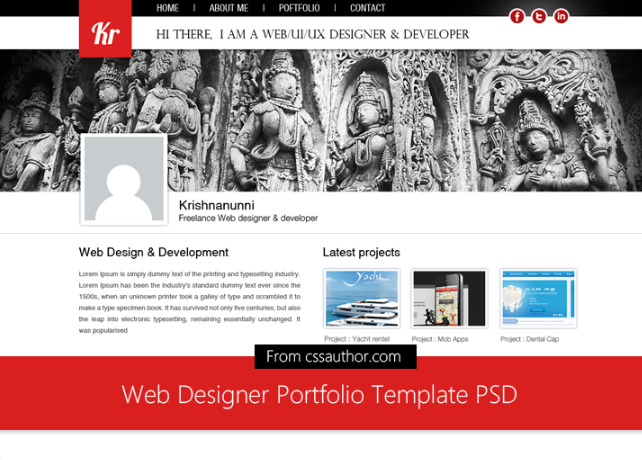 Kr
HOME | ABOUT ME | POPTFOLIO | CONTACT
HI THERE, I AM A WEB/UI/UX DESIGNER & DEVELOPER
Krishnanunni
Freelance Web designer & developer
Web Design & Development
Lorem Ipsum is simply dummy text of the printing and typesetting industry.
Lorem Ipsum has been the industry's standard dummy text ever since the
1500s, when an unknown printer took a galley of type and scrambled it to
make a type specimen book. It has survived not only five centuries, but also
the leap into electronic typesetting, remaining essentially unchanged. It
was popularised
Latest projects
Yacht
CAP PS
Project : Yacht rentel
Project : Mob Apps
Project : Dental Cap
From cssauthor.com
Web Designer Portfolio Template PSD